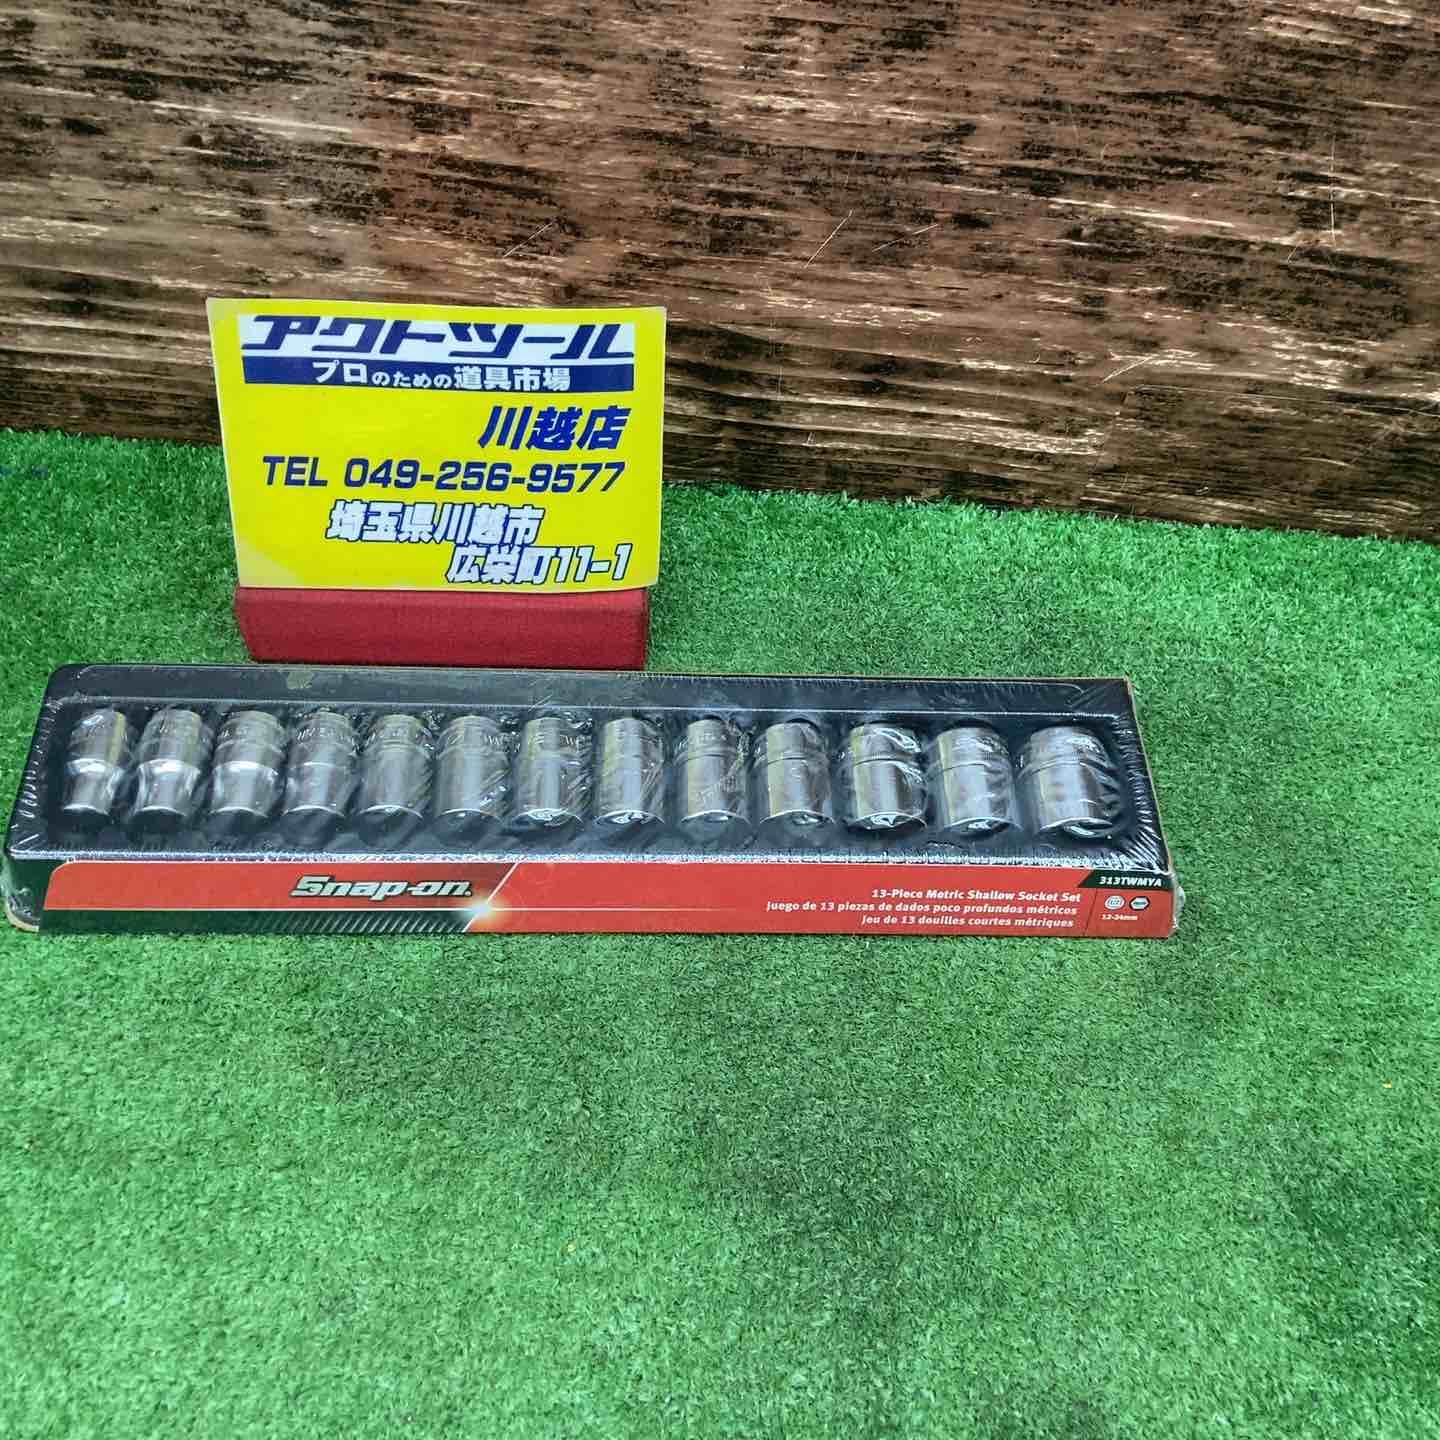 アクトツール
プロのための道具市場
川越店
TEL 049-256-9577
埼玉県川越市
広栄町11-1
Snap-on
313TWMYA
13-Piece Metric Shallow Socket Set
Juego de 13 piezas de dados poco profundos métricos
Jeu de 13 douilles courtes métriques
12-24mm